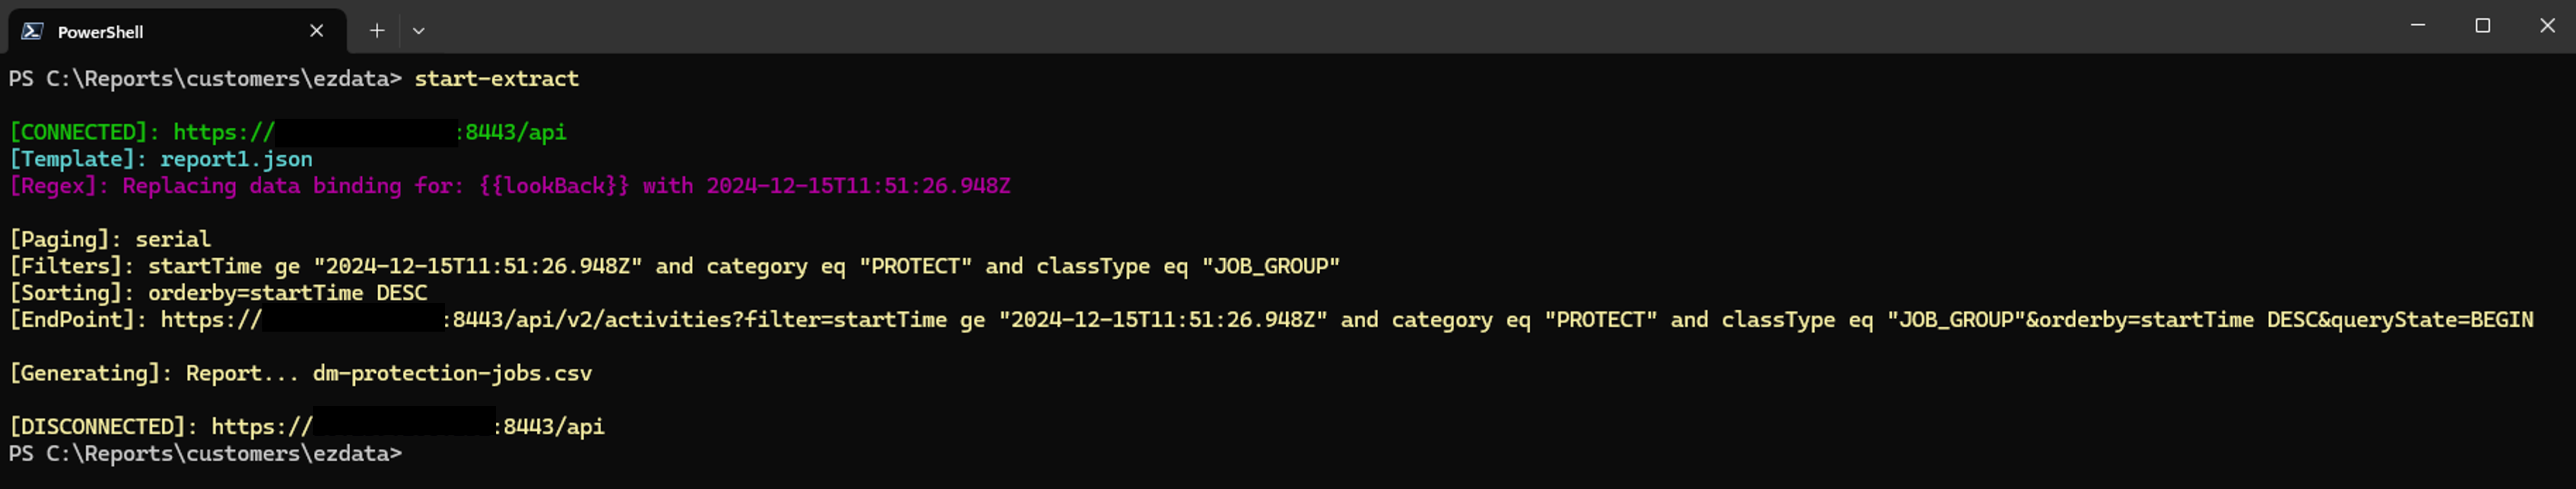 PowerShell
PS C:\Reports\customers\ezdata> start-extract
[CONNECTED]: https:// :8443/api
[Template]: report1.json
[Regex]: Replacing data binding for: {{lookBack}} with 2024-12-15T11:51:26.948Z
[Paging]: serial
[Filters]: startTime ge "2024-12-15T11:51:26.948Z" and category eq "PROTECT" and classType eq "JOB_GROUP"
[Sorting]: orderby=startTime DESC
[EndPoint]: https:// :8443/api/v2/activities?filter=startTime ge "2024-12-15T11:51:26.948Z" and category eq "PROTECT" and classType eq "JOB_GROUP"&orderby=startTime DESC&queryState=BEGIN
[Generating]: Report... dm-protection-jobs.csv
[DISCONNECTED]: https:// :8443/api
PS C:\Reports\customers\ezdata>